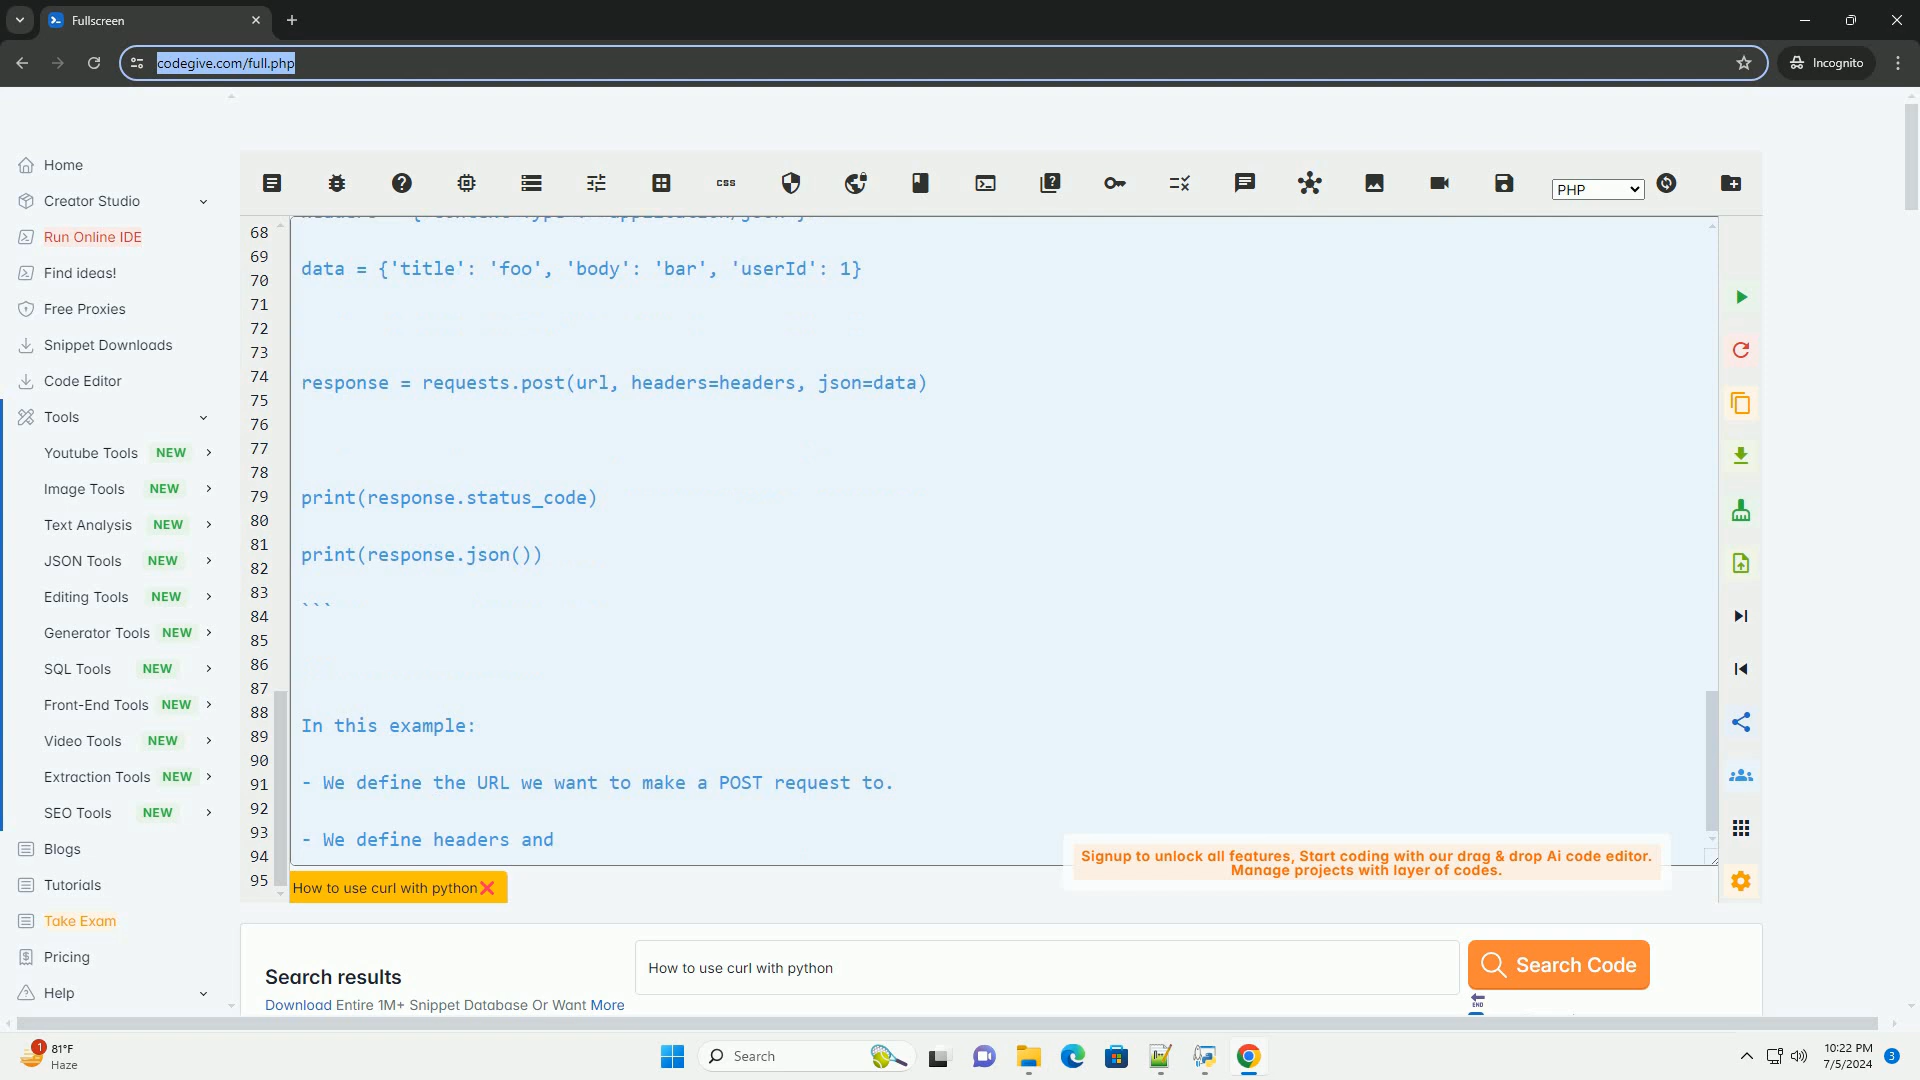 Fullscreen
codegive.com/full.php
Incognito
Home
Creator Studio
Run Online IDE
Find ideas!
Free Proxies
Snippet Downloads
Code Editor
Tools
Youtube Tools NEW
Image Tools NEW
Text Analysis NEW
JSON Tools NEW
Editing Tools NEW
Generator Tools NEW
SQL Tools NEW
Front-End Tools NEW
Video Tools NEW
Extraction Tools NEW
SEO Tools NEW
Blogs
Tutorials
Take Exam
Pricing
Help
css
PHP
68
69
70
71
72
73
74
75
76
77
78
79
80
81
82
83
84
85
86
87
88
89
90
91
92
93
94
95
data = {'title': 'foo', 'body': 'bar', 'userId': 1}
response = requests.post(url, headers=headers, json=data)
print(response.status_code)
print(response.json())
```
In this example:
- We define the URL we want to make a POST request to.
- We define headers and
Signup to unlock all features, Start coding with our drag & drop Ai code editor.
Manage projects with layer of codes.
How to use curl with python
Search results
Download Entire 1M+ Snippet Database Or Want More
How to use curl with python
Search Code
END
1
81°F
Haze
Search
10:22 PM
7/5/2024
3